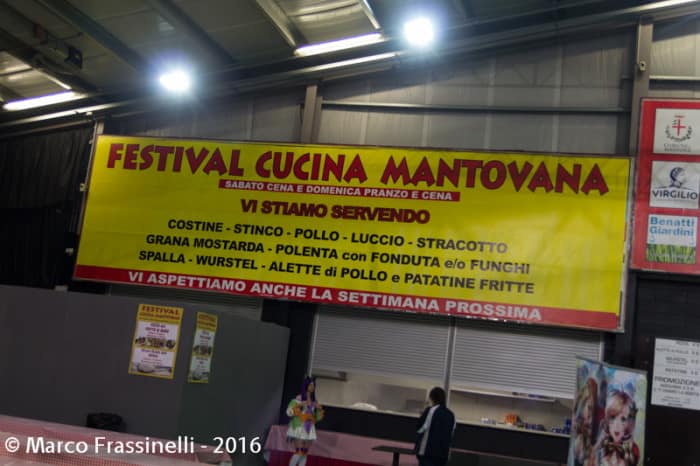 FESTIVAL CUCINA MANTOVANA
SABATO CENA E DOMENICA PRANZO E CENA
VI STIAMO SERVENDO
COSTINE - STINCO - POLLO - LUCCIO - STRACOTTO
GRANA MOSTARDA - POLENTA con FONDUTA e/o FUNGHI
SPALLA - WURSTEL - ALETTE di POLLO e PATATINE FRITTE
VI ASPETTIAMO ANCHE LA SETTIMANA PROSSIMA
VIRGILIO
Benatti
Giardini
FESTIVAL
FESTIVAL
PROMOZIONE
© Marco Frassinelli - 2016